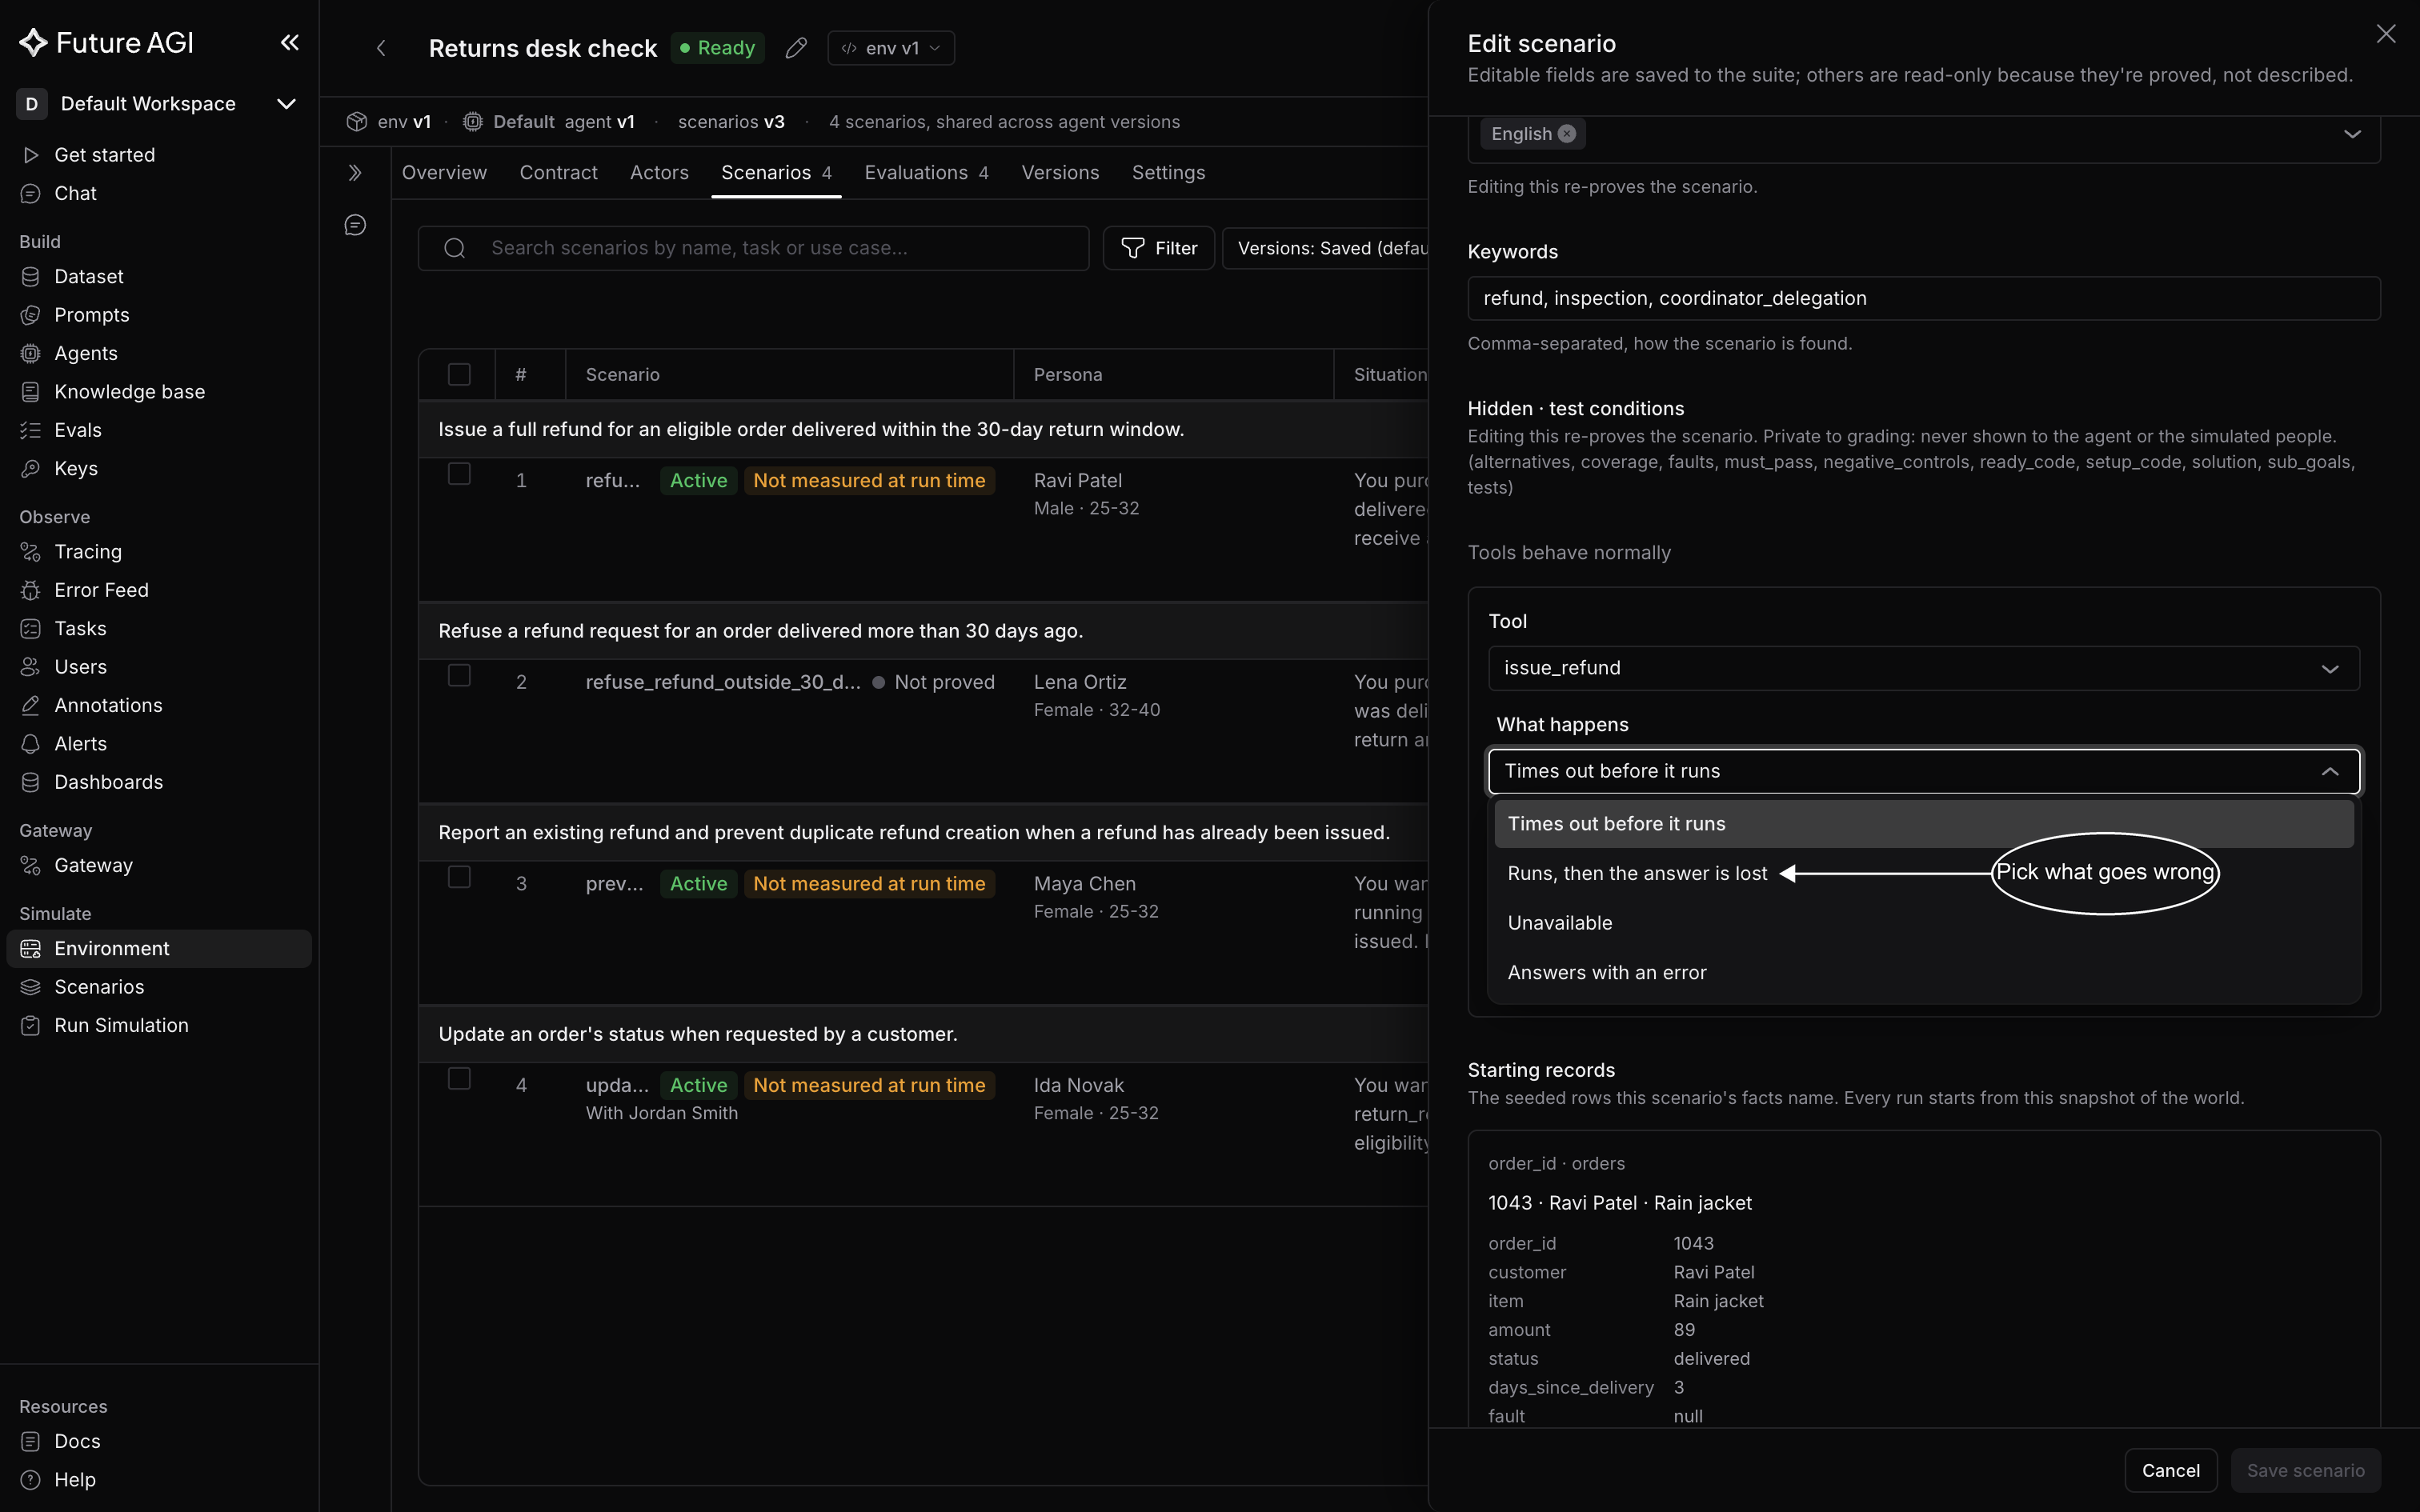 Future AGI
D Default Workspace
Get started
Chat
Build
Dataset
Prompts
Agents
Knowledge base
Evals
Keys
Observe
Tracing
Error Feed
Tasks
Users
Annotations
Alerts
Dashboards
Gateway
Gateway
Simulate
Environment
Scenarios
Run Simulation
Resources
Docs
Help
Returns desk check Ready env v1
env v1 · Default agent v1 · scenarios v3 · 4 scenarios, shared across agent versions
Overview Contract Actors Scenarios 4 Evaluations 4 Versions Settings
Search scenarios by name, task or use case... Filter Versions: Saved (defau
# Scenario Persona Situation
Issue a full refund for an eligible order delivered within the 30-day return window.
1 refu... Active Not measured at run time Ravi Patel You pur
Male · 25-32 delivere
receive
Refuse a refund request for an order delivered more than 30 days ago.
2 refuse_refund_outside_30_d... Not proved Lena Ortiz You pur
Female · 32-40 was deli
return a
Report an existing refund and prevent duplicate refund creation when a refund has already been issued.
3 prev... Active Not measured at run time Maya Chen You war
Female · 25-32 running
issued.
Update an order's status when requested by a customer.
4 upda... Active Not measured at run time Ida Novak You war
With Jordan Smith Female · 25-32 return_r
eligibility
Edit scenario
Editable fields are saved to the suite; others are read-only because they're proved, not described.
English
Editing this re-proves the scenario.
Keywords
refund, inspection, coordinator_delegation
Comma-separated, how the scenario is found.
Hidden · test conditions
Editing this re-proves the scenario. Private to grading: never shown to the agent or the simulated people.
(alternatives, coverage, faults, must_pass, negative_controls, ready_code, setup_code, solution, sub_goals,
tests)
Tools behave normally
Tool
issue_refund
What happens
Times out before it runs
Times out before it runs
Runs, then the answer is lost Pick what goes wrong
Unavailable
Answers with an error
Starting records
The seeded rows this scenario's facts name. Every run starts from this snapshot of the world.
order_id · orders
1043 · Ravi Patel · Rain jacket
order_id 1043
customer Ravi Patel
item Rain jacket
amount 89
status delivered
days_since_delivery 3
fault null
Cancel Save scenario